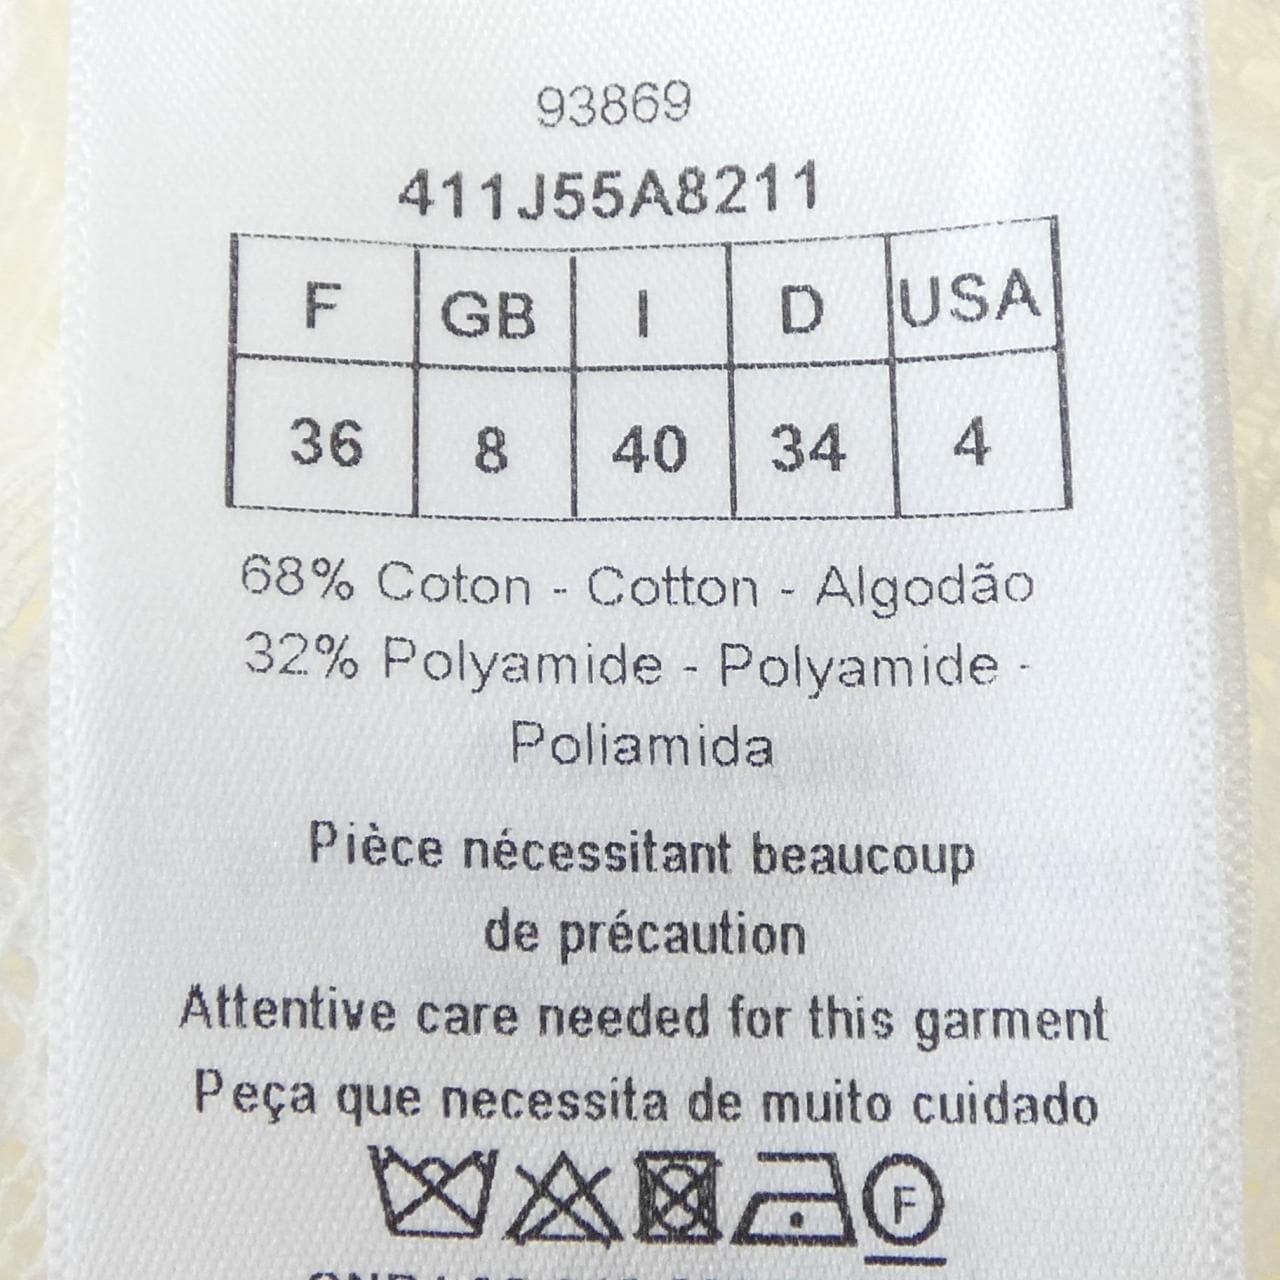 93869
411J55A8211
F GB I D USA
36 8 40 34 4
68% Coton - Cotton - Algodão
32% Polyamide - Polyamide -
Poliamida
Pièce nécessitant beaucoup
de précaution
Attentive care needed for this garment
Peça que necessita de muito cuidado
F